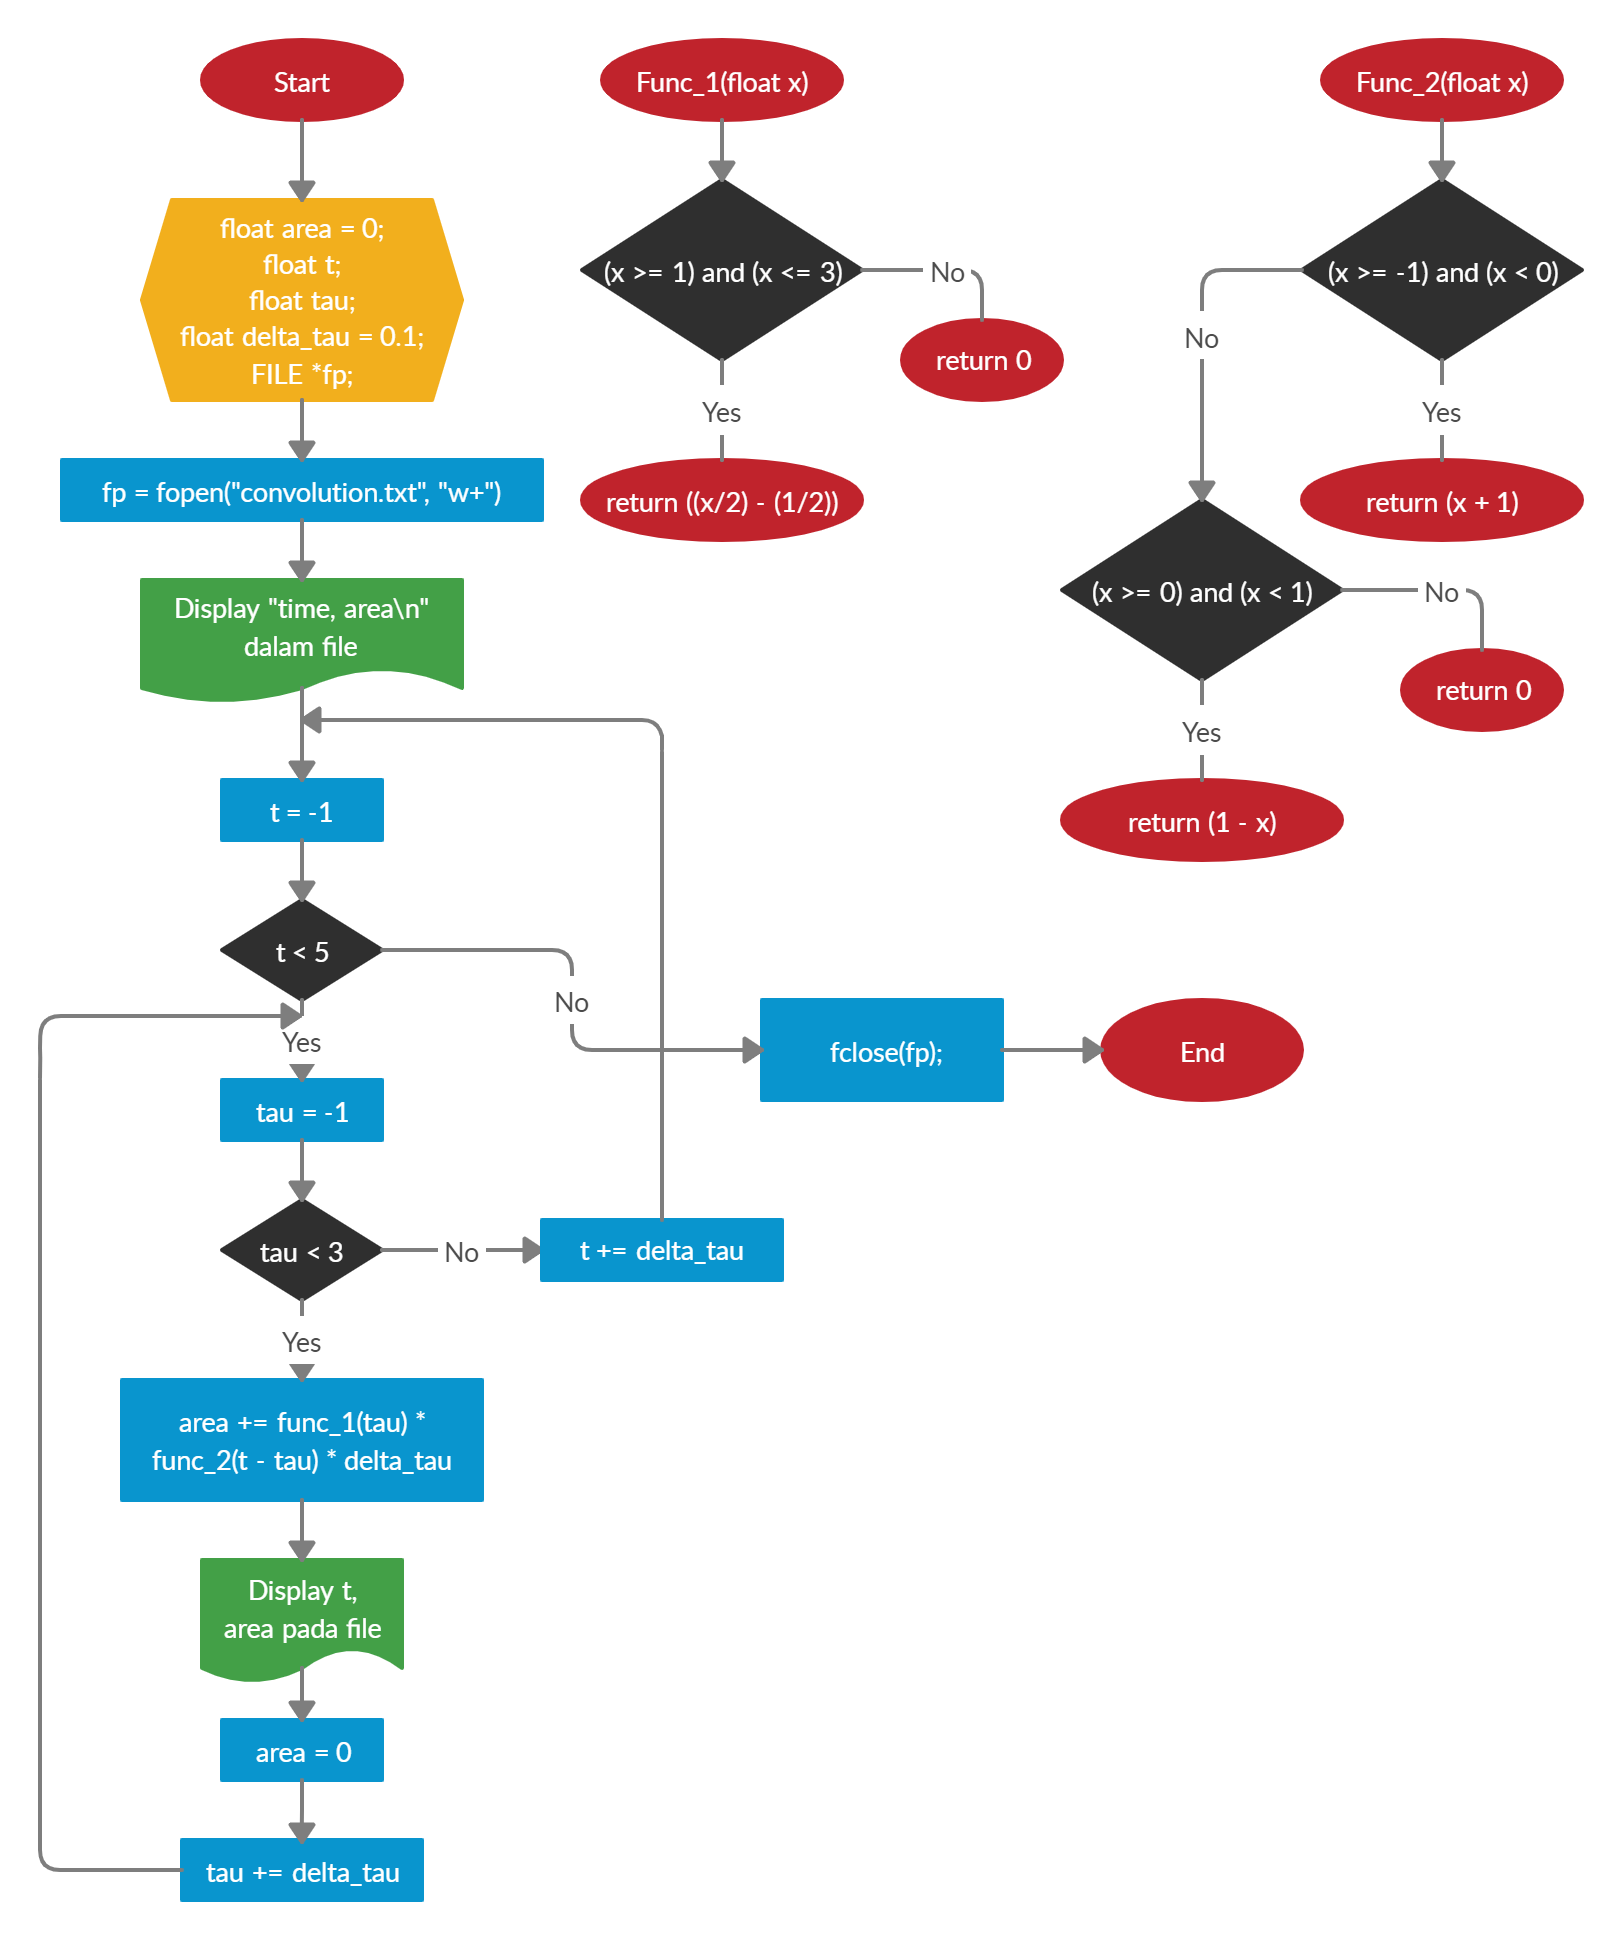 Start
float area = 0;
float t;
float tau;
float delta_tau = 0.1;
FILE *fp;
fp = fopen("convolution.txt", "w+")
Display "time, area\n"
dalam file
t = -1
t < 5
No
Yes
tau = -1
tau < 3
No
t += delta_tau
Yes
area += func_1(tau) *
func_2(t - tau) * delta_tau
Display t,
area pada file
area = 0
tau += delta_tau
fclose(fp);
End
Func_1(float x)
(x >= 1) and (x <= 3)
No
return 0
Yes
return ((x/2) - (1/2))
Func_2(float x)
(x >= -1) and (x < 0)
No
Yes
return (x + 1)
(x >= 0) and (x < 1)
No
return 0
Yes
return (1 - x)